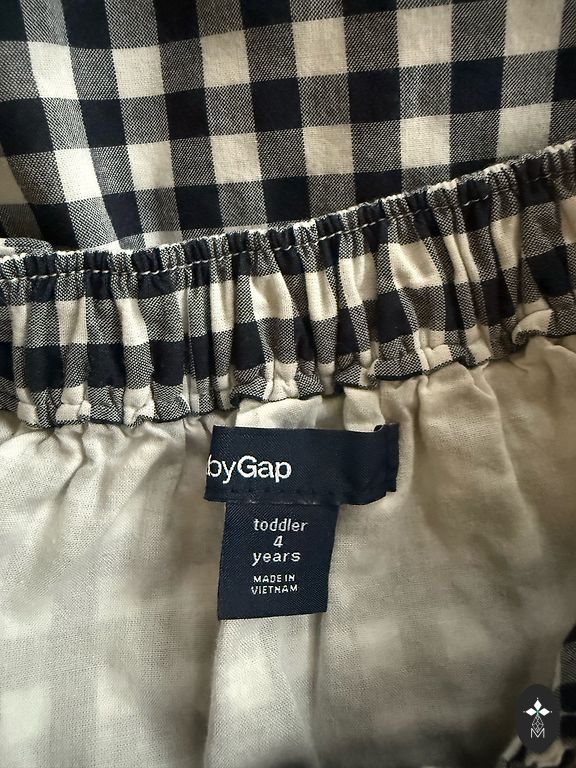 byGap
toddler
4
years
MADE IN
VIETNAM
M